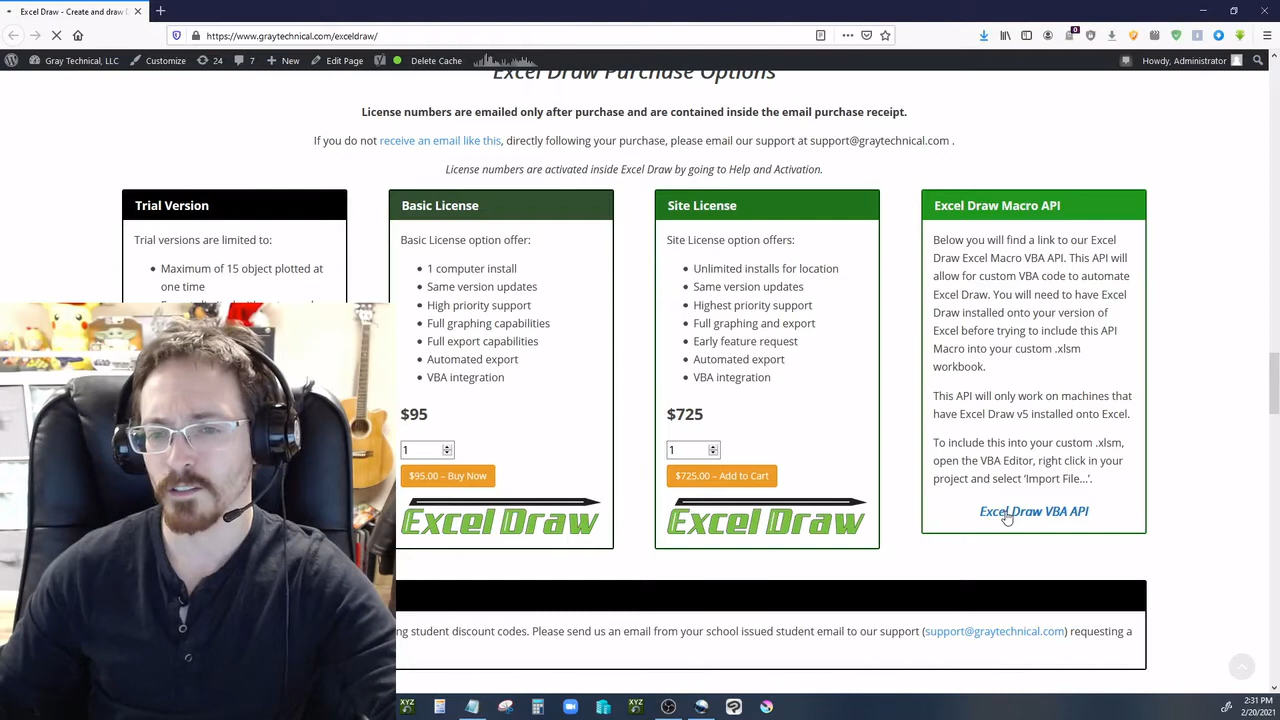 Excel Draw - Create and draw D
https://www.graytechnical.com/exceldraw/
Gray Technical, LLC
Customize
24
7
New
Edit Page
Delete Cache
Howdy, Administrator
Excel Draw Purchase Options
License numbers are emailed only after purchase and are contained inside the email purchase receipt.
If you do not receive an email like this, directly following your purchase, please email our support at support@graytechnical.com .
License numbers are activated inside Excel Draw by going to Help and Activation.
Trial Version
Trial versions are limited to:
Maximum of 15 object plotted at
one time
Basic License
Basic License option offer:
1 computer install
Same version updates
High priority support
Full graphing capabilities
Full export capabilities
Automated export
VBA integration
$95
1
$95.00 – Buy Now
Excel Draw
Site License
Site License option offers:
Unlimited installs for location
Same version updates
Highest priority support
Full graphing and export
Early feature request
Automated export
VBA integration
$725
1
$725.00 – Add to Cart
Excel Draw
Excel Draw Macro API
Below you will find a link to our Excel
Draw Excel Macro VBA API. This API will
allow for custom VBA code to automate
Excel Draw. You will need to have Excel
Draw installed onto your version of
Excel before trying to include this API
Macro into your custom .xlsm
workbook.
This API will only work on machines that
have Excel Draw v5 installed onto Excel.
To include this into your custom .xlsm,
open the VBA Editor, right click in your
project and select ‘Import File…’.
Excel Draw VBA API
ng student discount codes. Please send us an email from your school issued student email to our support (support@graytechnical.com) requesting a
XYZ
XYZ
2:31 PM
2/20/2021